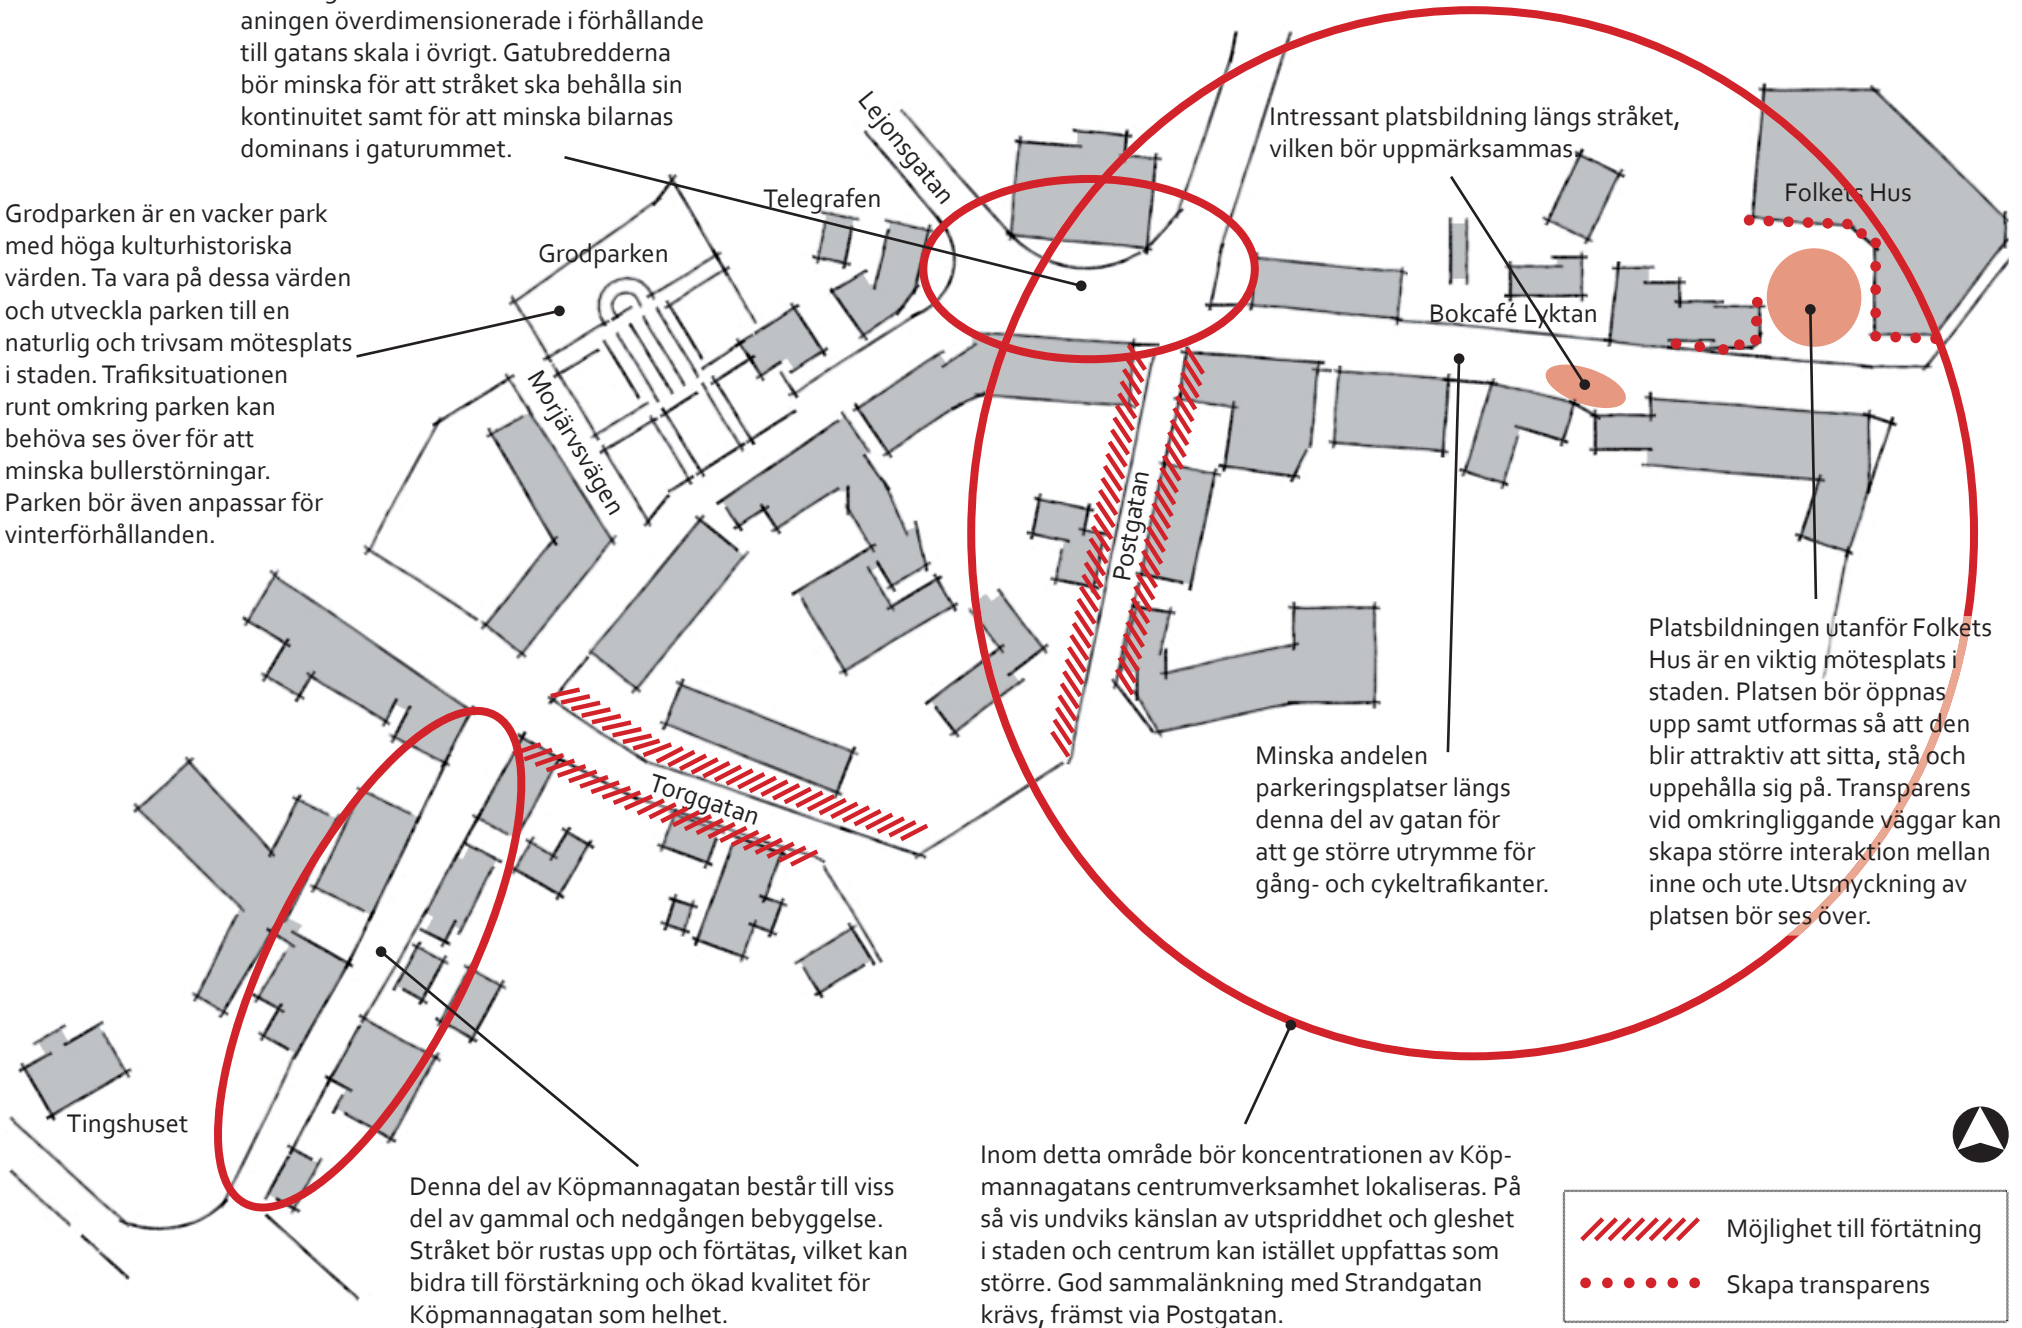 aningen överdimensionerade i förhållande
till gatans skala i övrigt. Gatubredderna
bör minska för att stråket ska behålla sin
kontinuitet samt för att minska bilarnas
dominans i gaturummet.
Lejonsgatan
Intressant platsbildning längs stråket,
vilken bör uppmärksammas.
Folkets Hus
Telegrafen
Grodparken är en vacker park
med höga kulturhistoriska
värden. Ta vara på dessa värden
och utveckla parken till en
naturlig och trivsam mötesplats
i staden. Trafiksituationen
runt omkring parken kan
behöva ses över för att
minska bullerstörningar.
Parken bör även anpassar för
vinterförhållanden.
Grodparken
Bokcafé Lyktan
Morjärvsvägen
Postgatan
Torggatan
Platsbildningen utanför Folkets
Hus är en viktig mötesplats i
staden. Platsen bör öppnas
upp samt utformas så att den
blir attraktiv att sitta, stå och
uppehålla sig på. Transparens
vid omkringliggande väggar kan
skapa större interaktion mellan
inne och ute.Utsmyckning av
platsen bör ses över.
Minska andelen
parkeringsplatser längs
denna del av gatan för
att ge större utrymme för
gång- och cykeltrafikanter.
Tingshuset
Denna del av Köpmannagatan består till viss
del av gammal och nedgången bebyggelse.
Stråket bör rustas upp och förtätas, vilket kan
bidra till förstärkning och ökad kvalitet för
Köpmannagatan som helhet.
Inom detta område bör koncentrationen av Köp-
mannagatans centrumverksamhet lokaliseras. På
så vis undviks känslan av utspriddhet och gleshet
i staden och centrum kan istället uppfattas som
större. God sammalänkning med Strandgatan
krävs, främst via Postgatan.
Möjlighet till förtätning
Skapa transparens